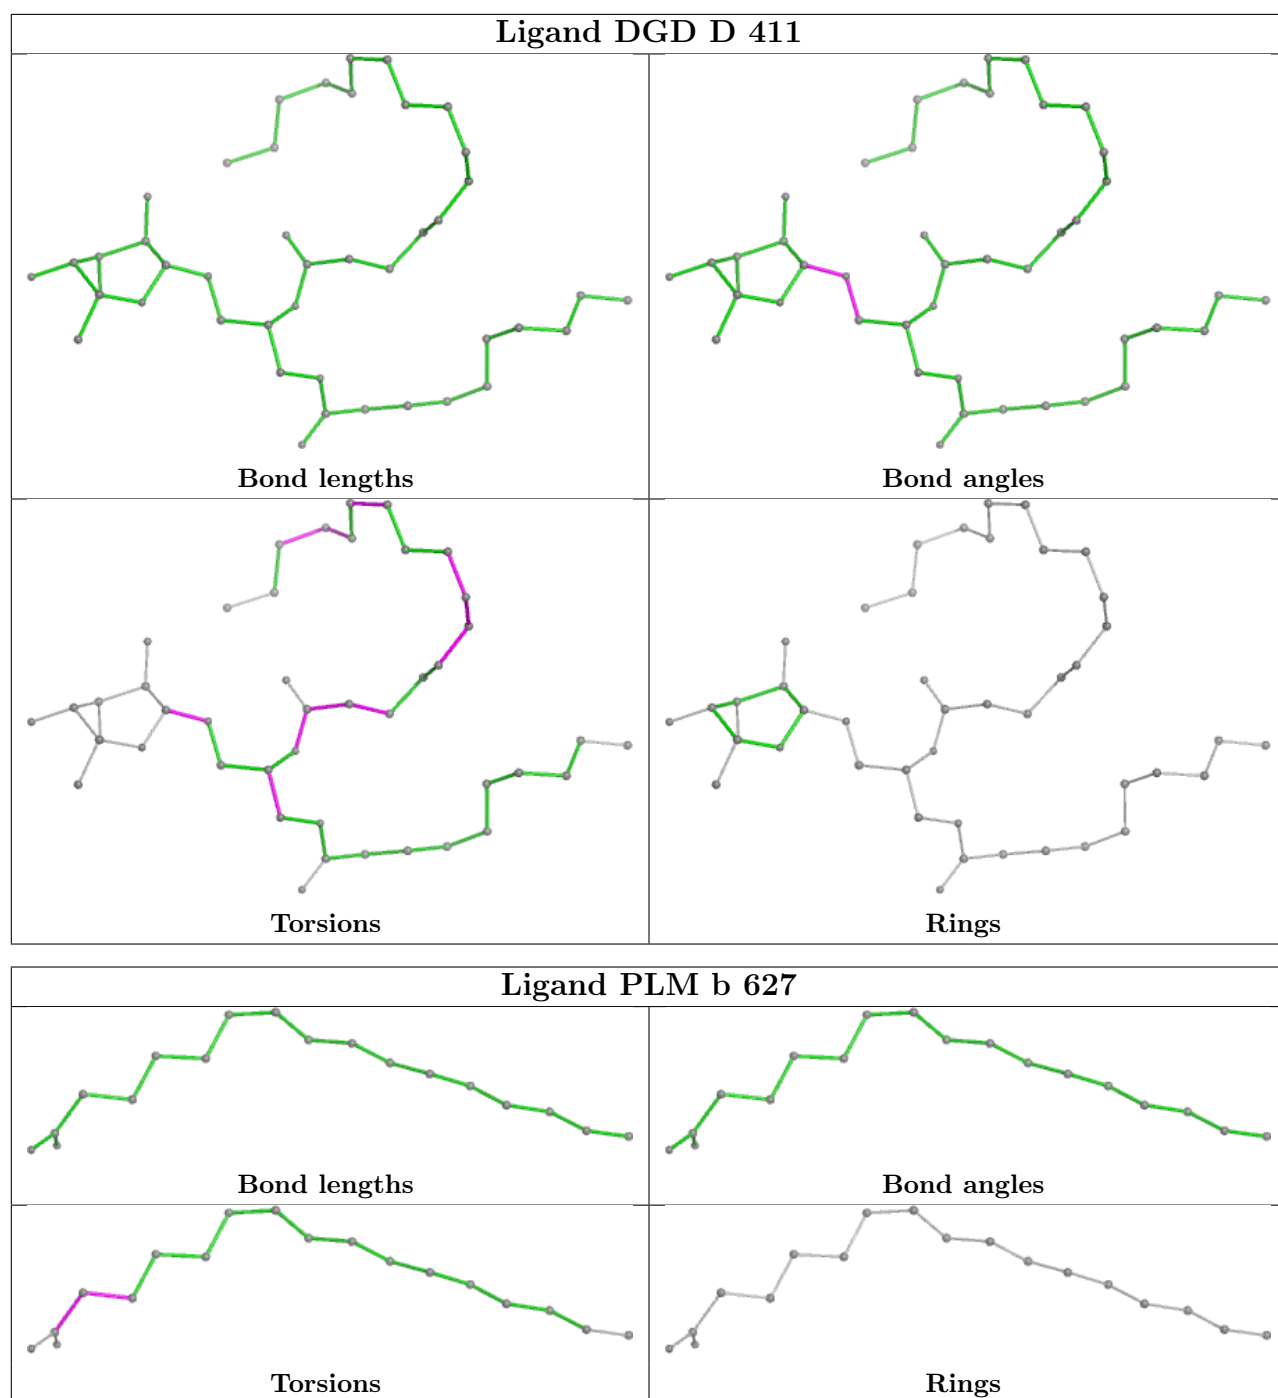 Ligand DGD D 411
Bond lengths
Bond angles
Torsions
Rings
Ligand PLM b 627
Bond lengths
Bond angles
Torsions
Rings